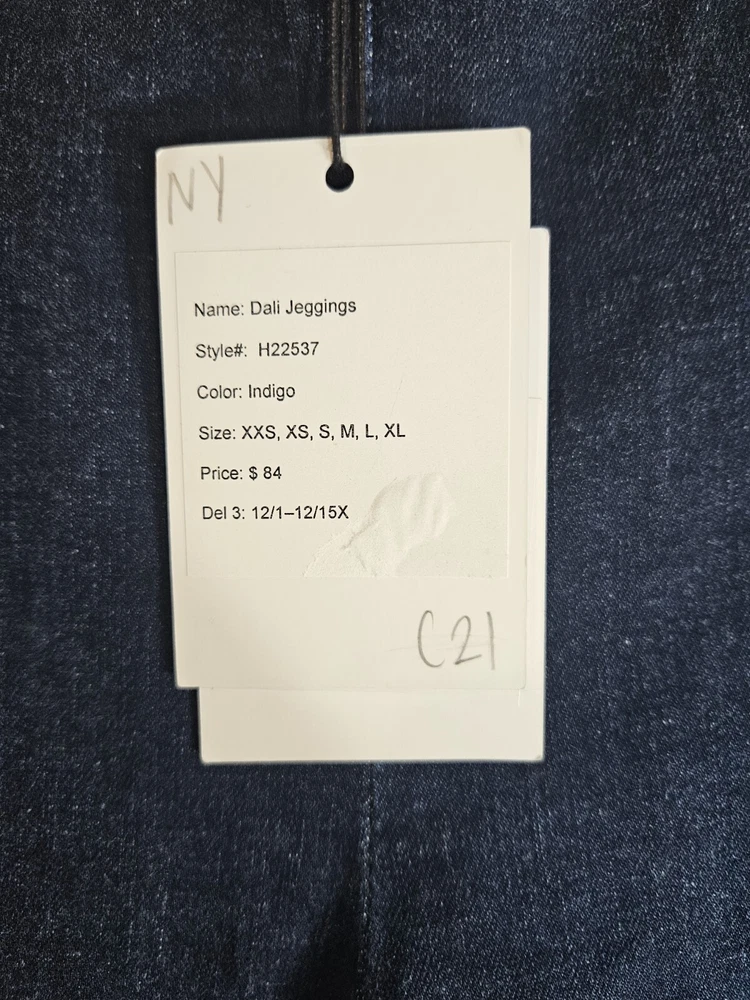 NY
Name: Dali Jeggings
Style#: H22537
Color: Indigo
Size: XXS, XS, S, M, L, XL
Price: $ 84
Del 3: 12/1–12/15X
C21